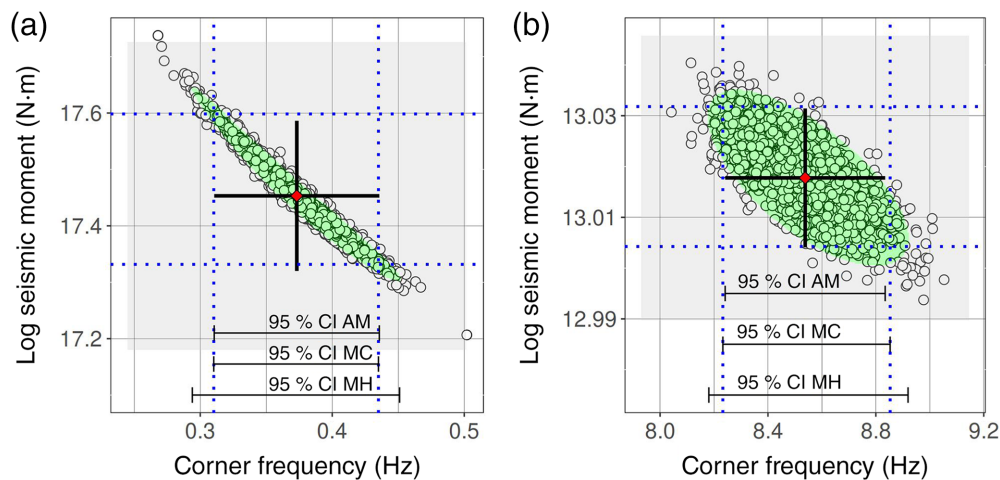 (a)
Log seismic moment (N·m)
17.6
17.4
17.2
95 % CI AM
95 % CI MC
95 % CI MH
0.3 0.4 0.5
Corner frequency (Hz)
(b)
Log seismic moment (N·m)
13.03
13.01
12.99
95 % CI AM
95 % CI MC
95 % CI MH
8.0 8.4 8.8 9.2
Corner frequency (Hz)